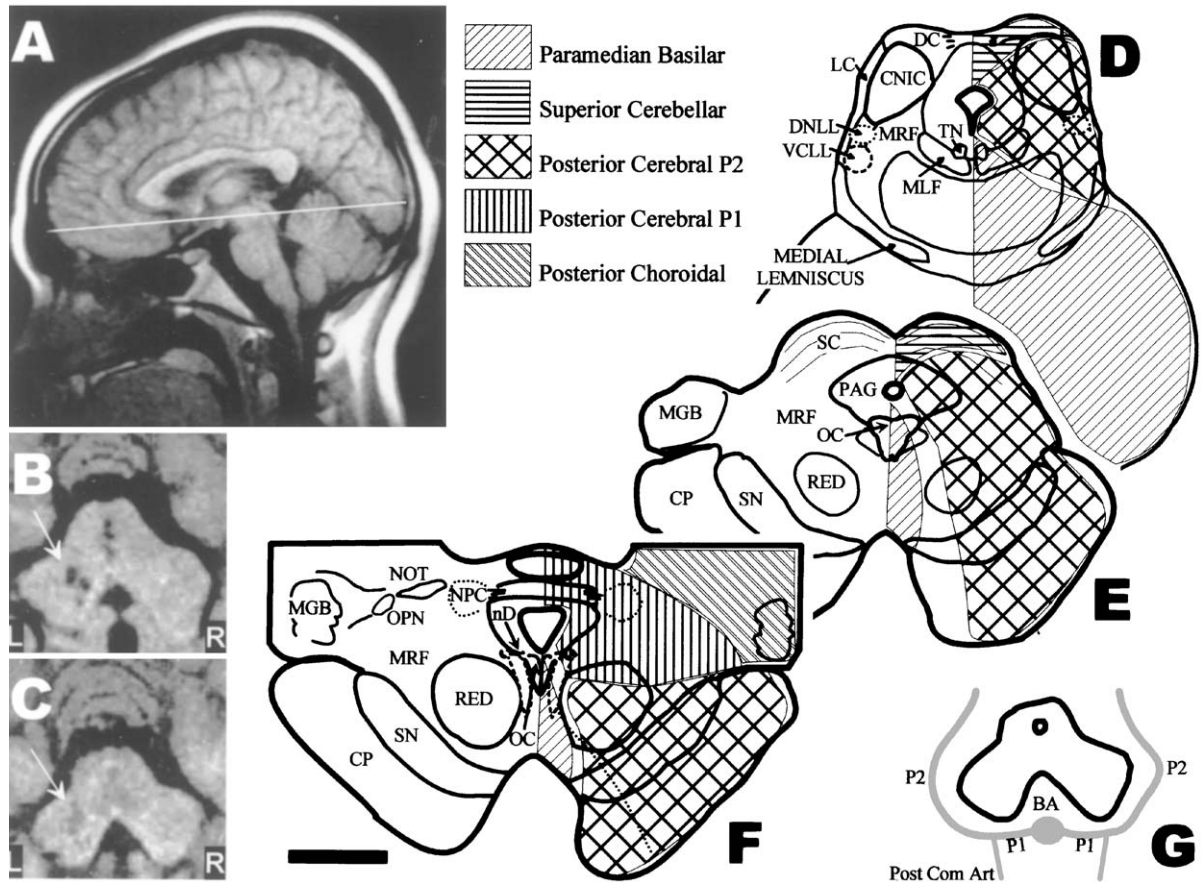 A
Paramedian Basilar
Superior Cerebellar
Posterior Cerebral P2
Posterior Cerebral P1
Posterior Choroidal
D
DC
LC
CNIC
DNLL
MRF
TN
VCLL
MLF
MEDIAL
LEMNISCUS
SC
PAG
MGB
MRF
OC
RED
CP
SN
E
B
L
R
C
L
R
NOT
NPC
MGB
OPN
nD
MRF
RED
SN
OC
CP
F
P2
P2
BA
P1
P1
Post Com Art
G